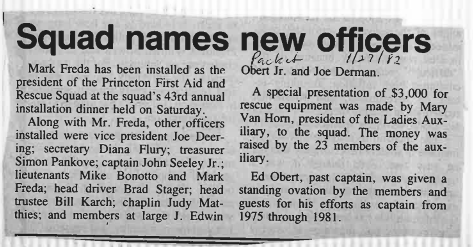 Squad names new officers
Packet 1/27/82
Mark Freda has been installed as the
president of the Princeton First Aid and
Rescue Squad at the squad's 43rd annual
installation dinner held on Saturday.
Along with Mr. Freda, other officers
installed were vice president Joe Deer-
ing; secretary Diana Flury; treasurer
Simon Pankove; captain John Seeley Jr.;
lieutenants Mike Bonotto and Mark
Freda; head driver Brad Stager; head
trustee Bill Karch; chaplin Judy Mat-
thies; and members at large J. Edwin
Obert Jr. and Joe Derman.
A special presentation of $3,000 for
rescue equipment was made by Mary
Van Horn, president of the Ladies Aux-
iliary, to the squad. The money was
raised by the 23 members of the aux-
iliary.
Ed Obert, past captain, was given a
standing ovation by the members and
guests for his efforts as captain from
1975 through 1981.